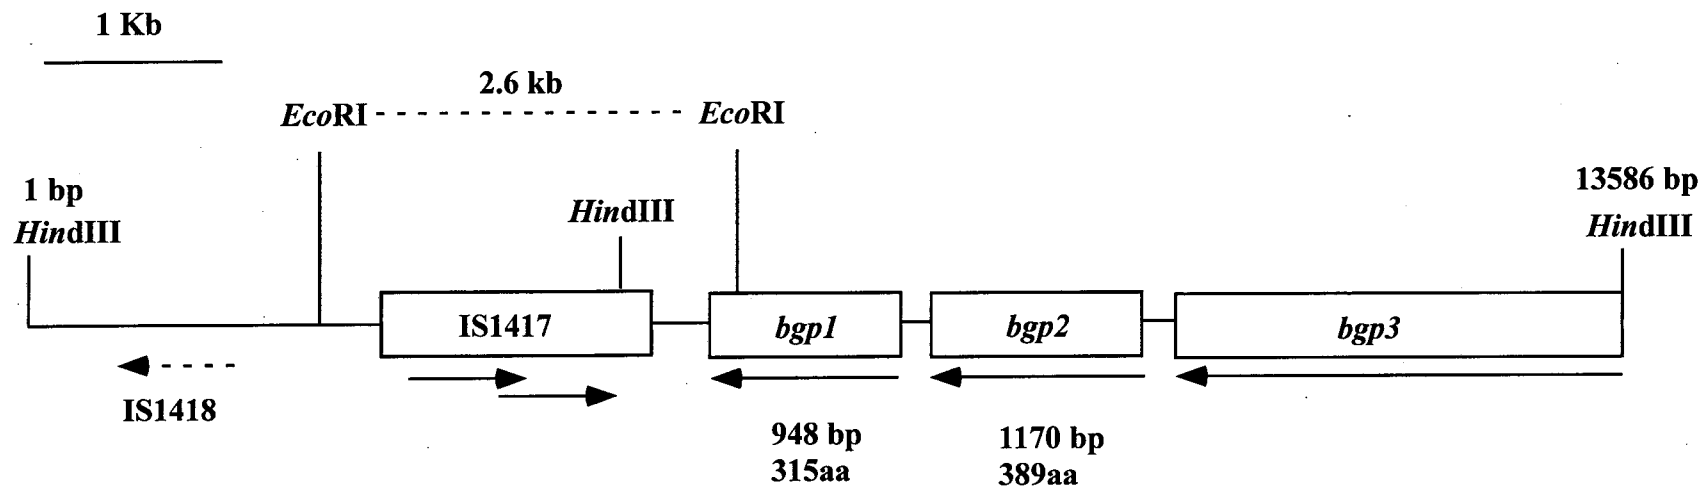 1 Kb
2.6 kb
EcoRI EcoRI
1 bp
HindIII
HindIII
13586 bp
HindIII
IS1417 bgp1 bgp2 bgp3
IS1418
948 bp
315aa
1170 bp
389aa